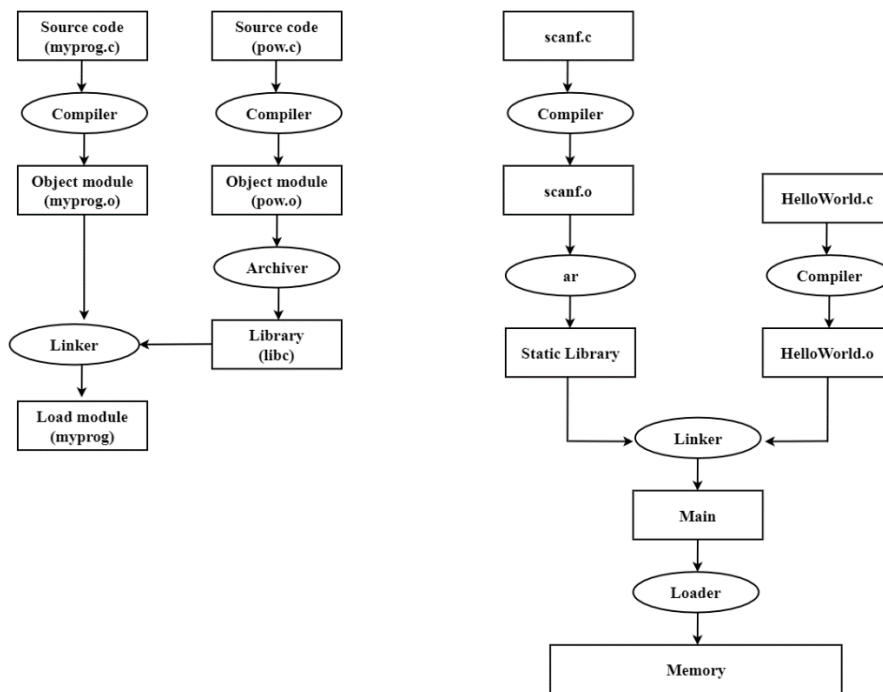 Source code
(myprog.c)
Source code
(pow.c)
Compiler
Compiler
Object module
(myprog.o)
Object module
(pow.o)
Archiver
Linker
Library
(libc)
Load module
(myprog)
scanf.c
Compiler
scanf.o
HelloWorld.c
ar
Compiler
Static Library
HelloWorld.o
Linker
Main
Loader
Memory